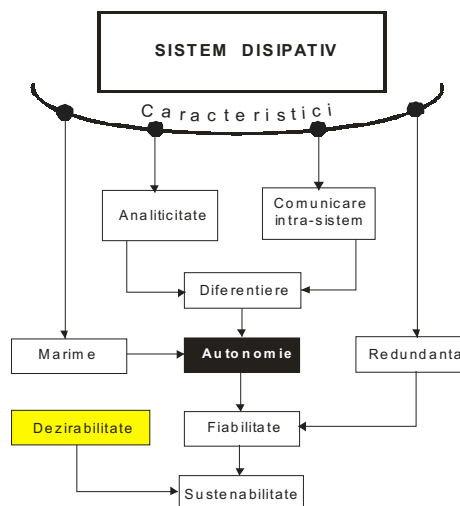 SISTEM DISIPATIV
Caracteristici
Analiticitate
Comunicare
intra-sistem
Diferentiere
Marime
Autonomie
Redundanta
Dezirabilitate
Fiabilitate
Sustenabilitate